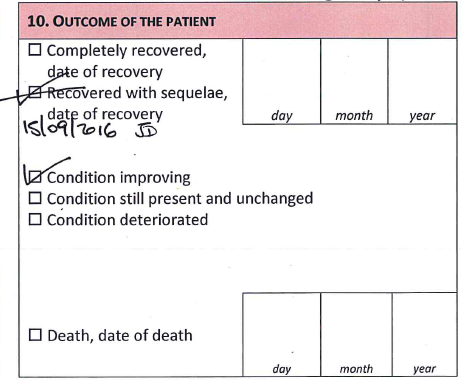 10. OUTCOME OF THE PATIENT
☐ Completely recovered,
date of recovery
☑ Recovered with sequelae,
date of recovery
day month year
15/09/2016 JD
☑ Condition improving
☐ Condition still present and unchanged
☐ Condition deteriorated
☐ Death, date of death
day month year